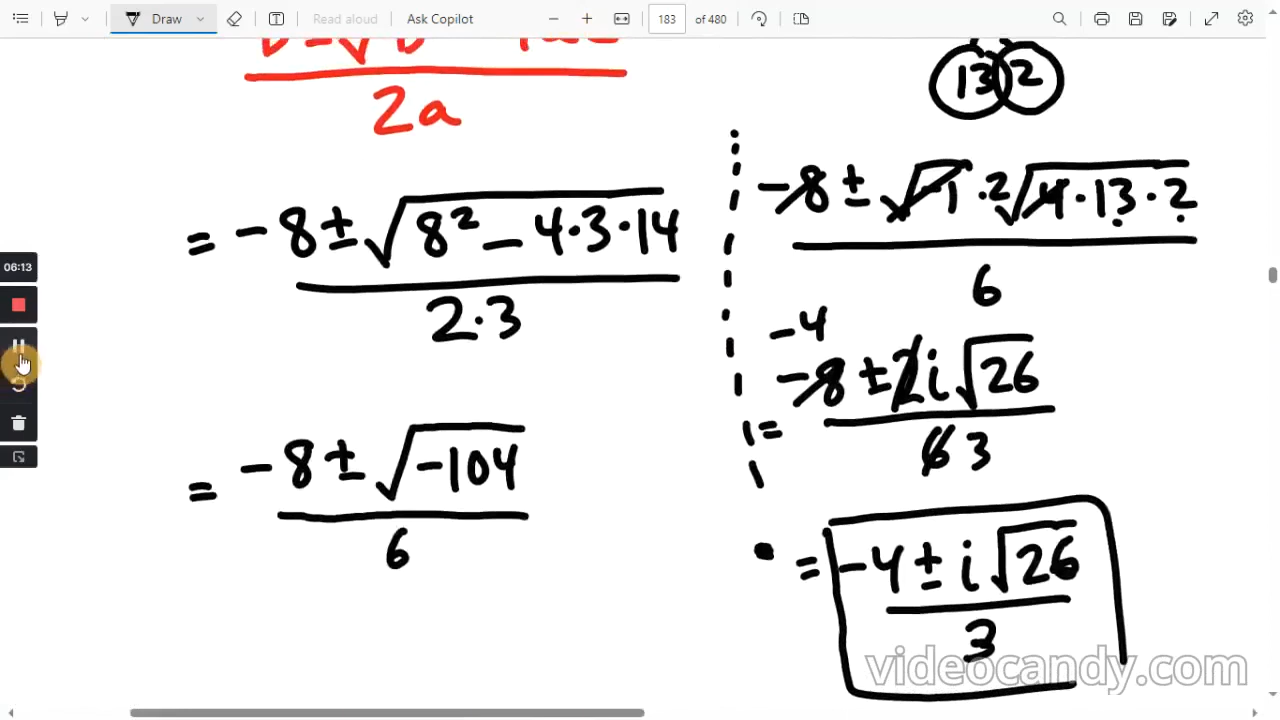 Draw Read aloud Ask Copilot 183 of 480
2a
= -8 ± √(8² - 4·3·14)
2·3
= -8 ± √-104
6
13 2
-8 ± √-1 · 2√(4·13·2)
6
-4
= -8 ± 2i√26
6 3
= -4 ± i√26
3
06:13
videocandy.com